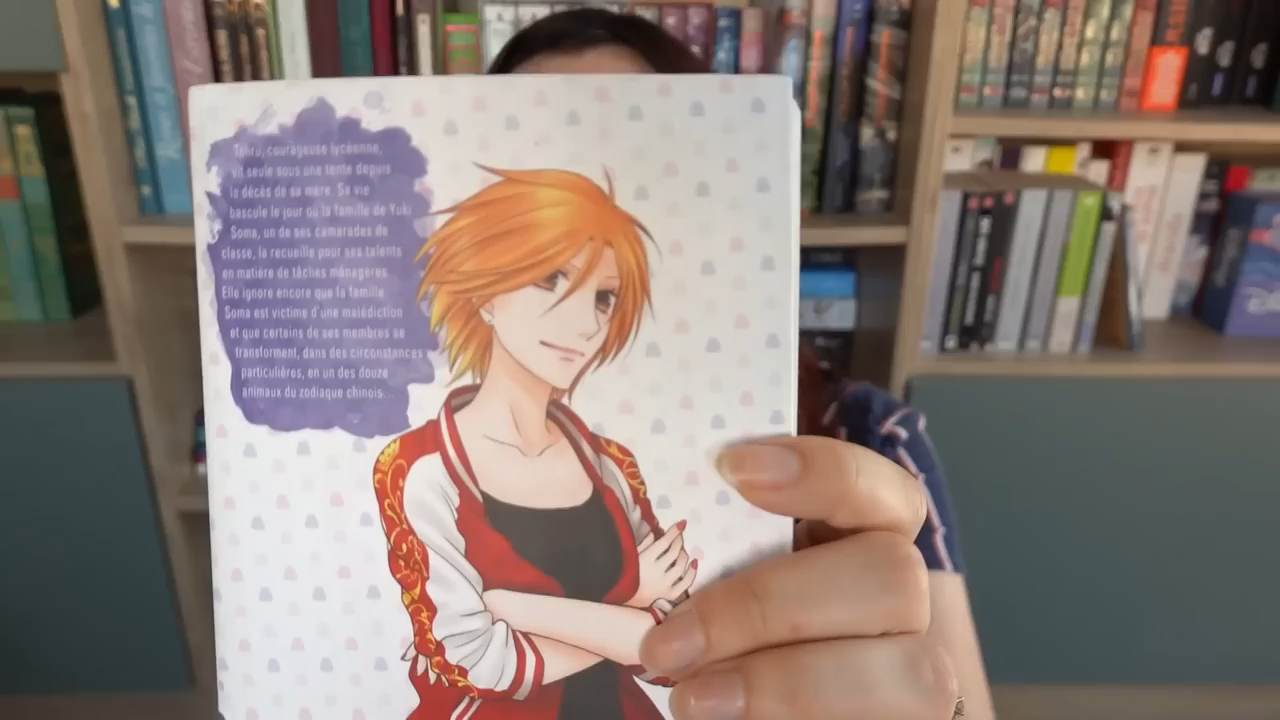 Tohru, courageuse lycéenne,
vit seule sous une tente depuis
le décès de sa mère. Sa vie
bascule le jour où la famille de Yuki
Soma, un de ses camarades de
classe, la recueille pour ses talents
en matière de tâches ménagères.
Elle ignore encore que la famille
Soma est victime d'une malédiction
et que certains de ses membres se
transforment, dans des circonstances
particulières, en un des douze
animaux du zodiaque chinois...